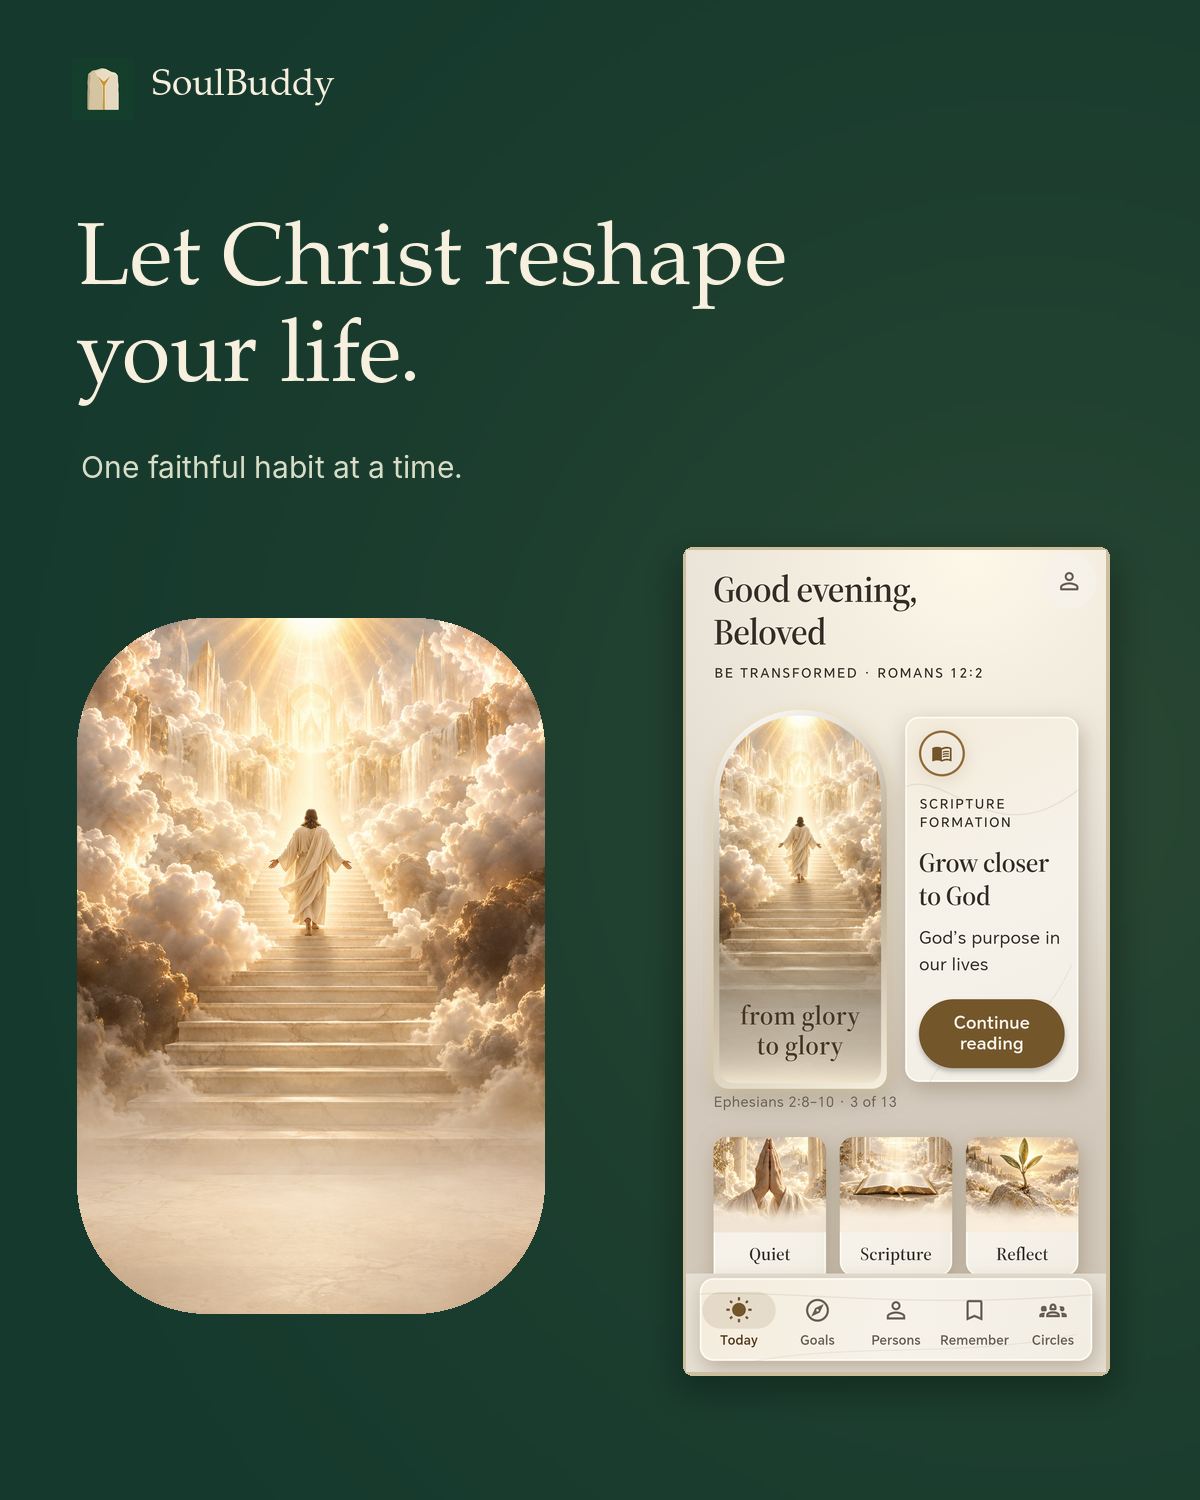 SoulBuddy
Let Christ reshape
your life.
One faithful habit at a time.
Good evening,
Beloved
BE TRANSFORMED · ROMANS 12:2
from glory
to glory
Ephesians 2:8–10 · 3 of 13
SCRIPTURE
FORMATION
Grow closer
to God
God’s purpose in
our lives
Continue
reading
Quiet
Scripture
Reflect
Today
Goals
Persons
Remember
Circles